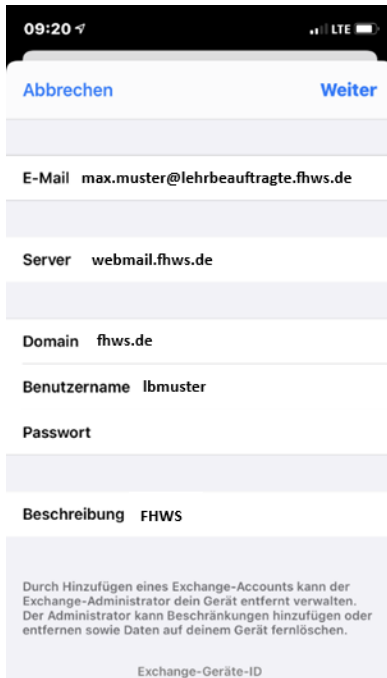 09:20 LTE
Abbrechen Weiter
E-Mail max.muster@lehrbeauftragte.fhws.de
Server webmail.fhws.de
Domain fhws.de
Benutzername lbmuster
Passwort
Beschreibung FHWS
Durch Hinzufügen eines Exchange-Accounts kann der
Exchange-Administrator dein Gerät entfernt verwalten.
Der Administrator kann Beschränkungen hinzufügen oder
entfernen sowie Daten auf deinem Gerät fernlöschen.
Exchange-Geräte-ID